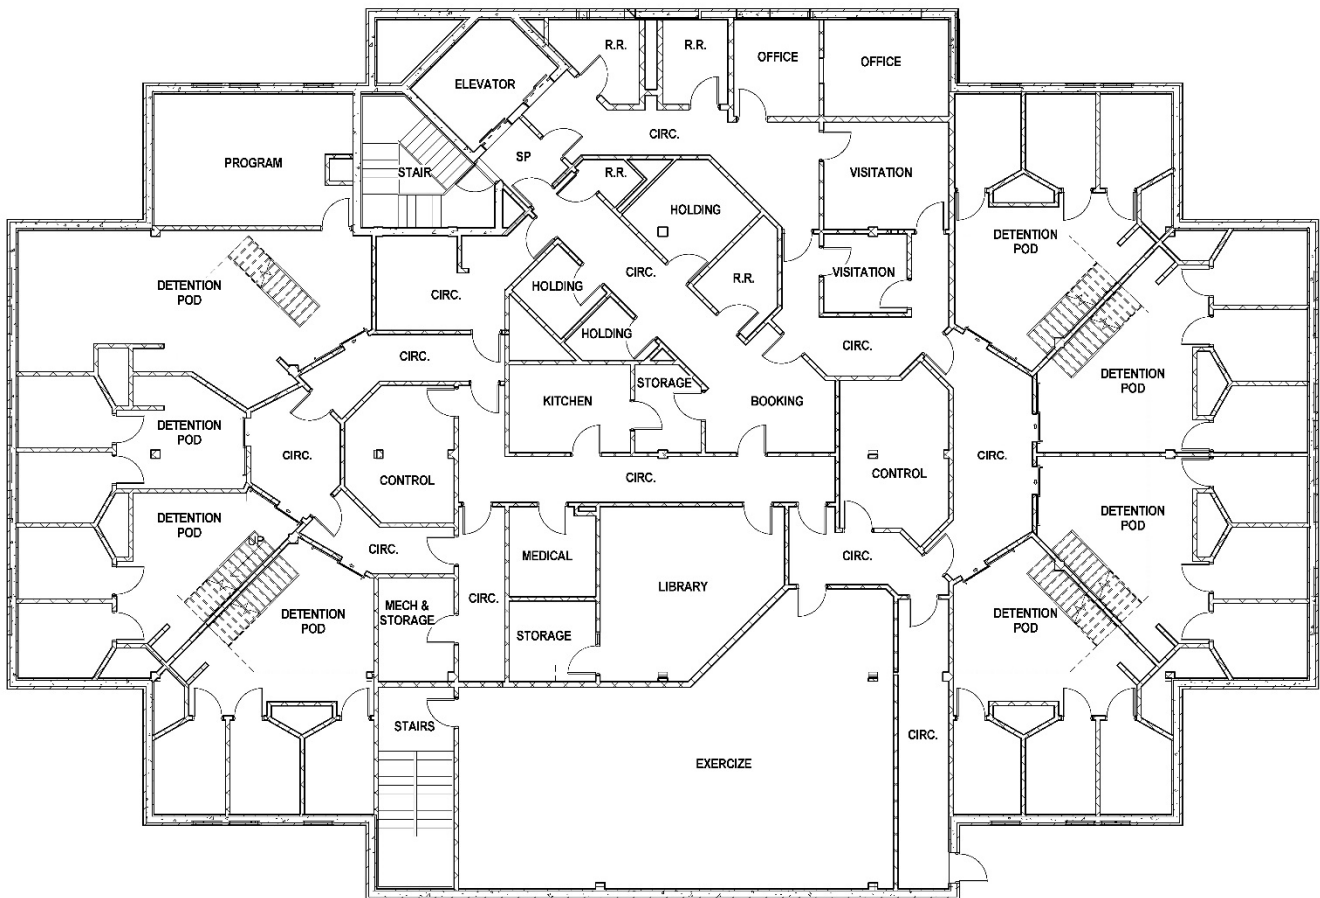 R.R.
R.R.
OFFICE
OFFICE
ELEVATOR
CIRC.
SP
PROGRAM
STAIR
R.R.
VISITATION
HOLDING
DETENTION
POD
DETENTION
POD
CIRC.
HOLDING
CIRC.
R.R.
VISITATION
HOLDING
CIRC.
CIRC.
STORAGE
KITCHEN
BOOKING
DETENTION
POD
DETENTION
POD
CIRC.
CONTROL
CIRC.
CONTROL
CIRC.
DETENTION
POD
UP
DETENTION
POD
CIRC.
MEDICAL
CIRC.
LIBRARY
DETENTION
POD
MECH &
STORAGE
CIRC.
STORAGE
DETENTION
POD
STAIRS
CIRC.
EXERCIZE